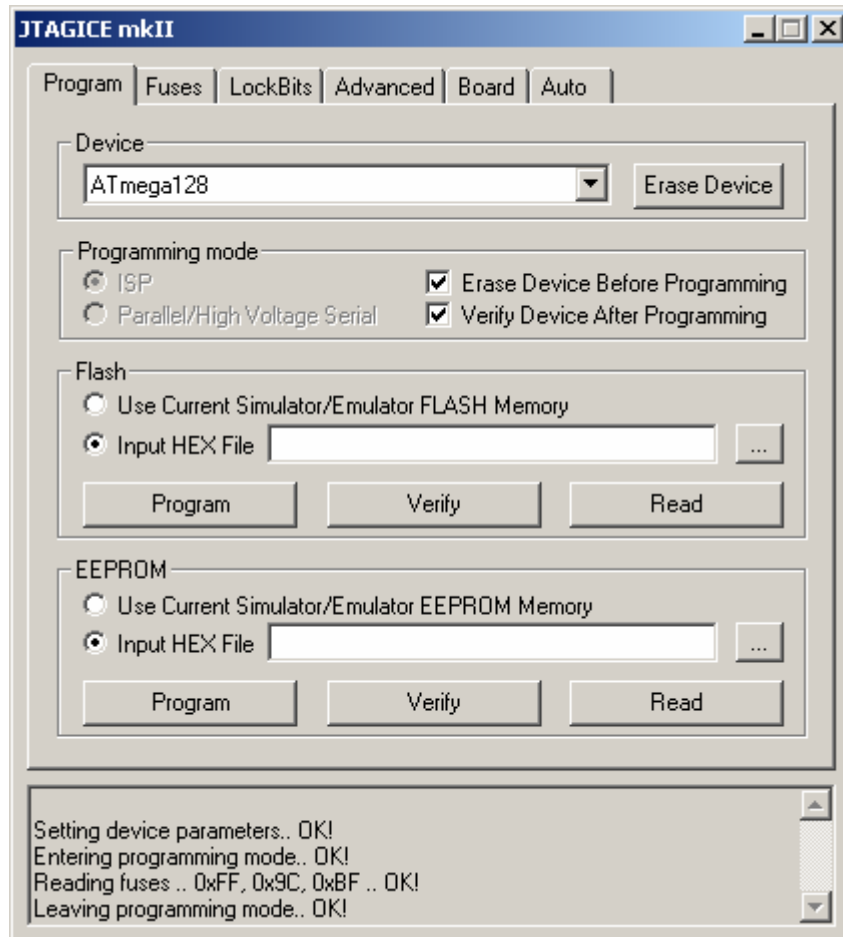 JTAGICE mkII
Program Fuses LockBits Advanced Board Auto
Device
ATmega128 Erase Device
Programming mode
ISP Erase Device Before Programming
Parallel/High Voltage Serial Verify Device After Programming
Flash
Use Current Simulator/Emulator FLASH Memory
Input HEX File ...
Program Verify Read
EEPROM
Use Current Simulator/Emulator EEPROM Memory
Input HEX File ...
Program Verify Read
Setting device parameters.. OK!
Entering programming mode.. OK!
Reading fuses .. 0xFF, 0x9C, 0xBF .. OK!
Leaving programming mode.. OK!